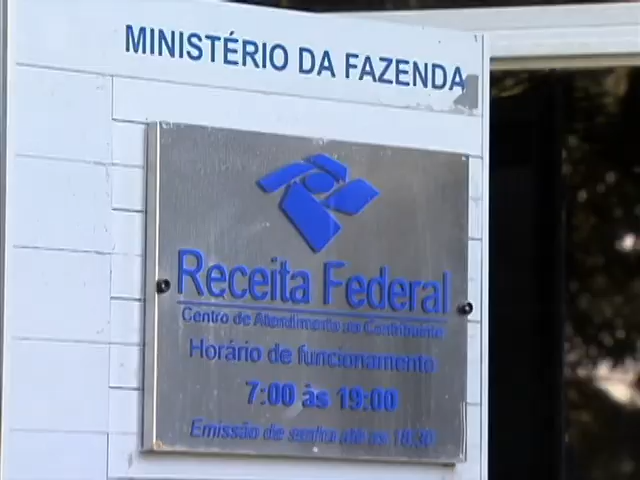 MINISTÉRIO DA FAZENDA
Receita Federal
Centro de Atendimento ao Contribuinte
Horário de funcionamento
7:00 às 19:00
Emissão de senha até as 18:30